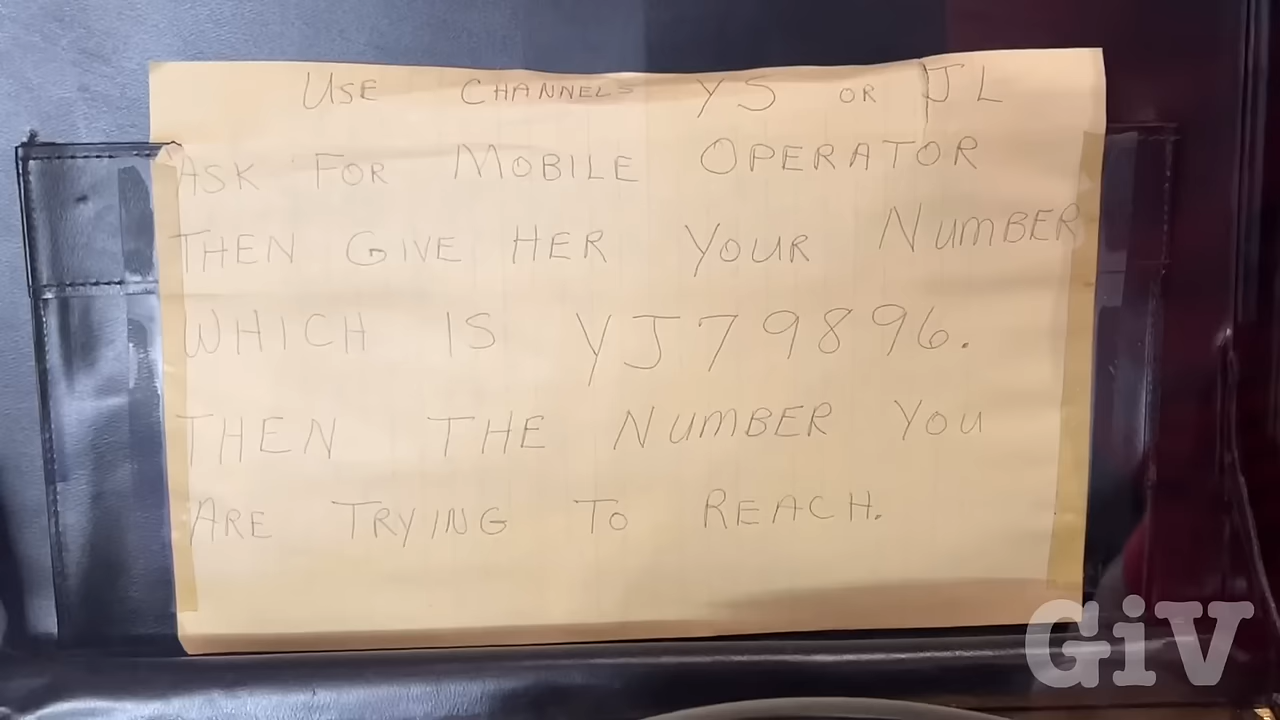 USE CHANNELS YS OR JL
ASK FOR MOBILE OPERATOR
THEN GIVE HER YOUR NUMBER
WHICH IS YJ79896.
THEN THE NUMBER YOU
ARE TRYING TO REACH.
GiV